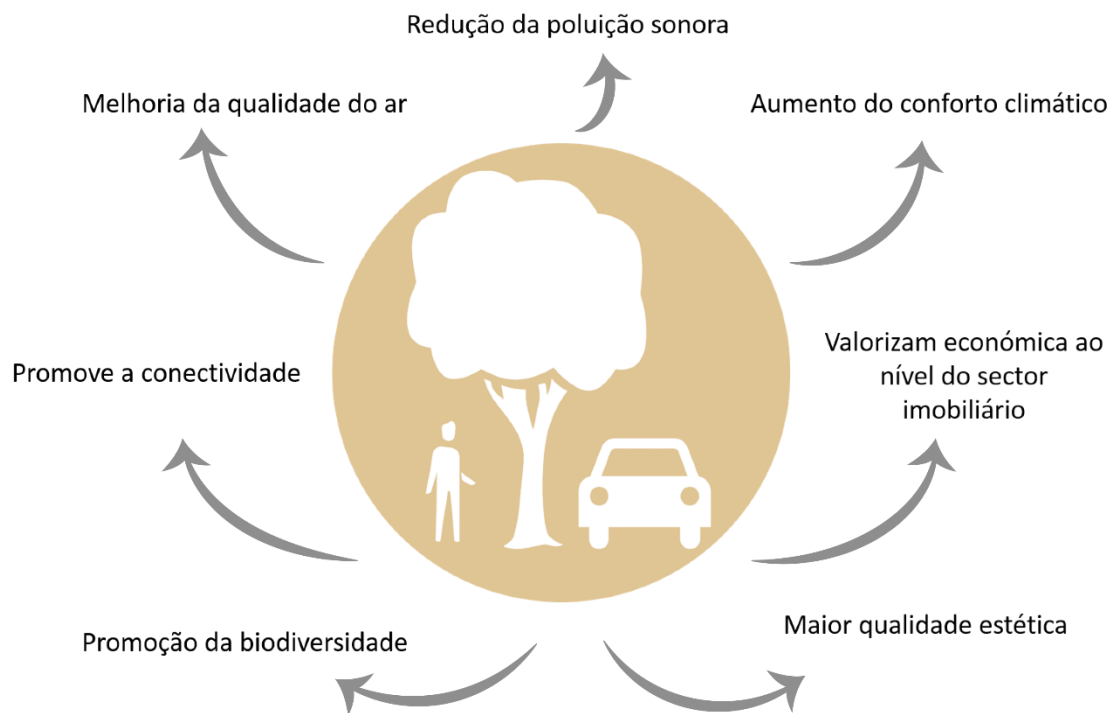 Redução da poluição sonora
Melhoria da qualidade do ar
Aumento do conforto climático
Promove a conectividade
Valorizam económica ao
nível do sector
imobiliário
Promoção da biodiversidade
Maior qualidade estética